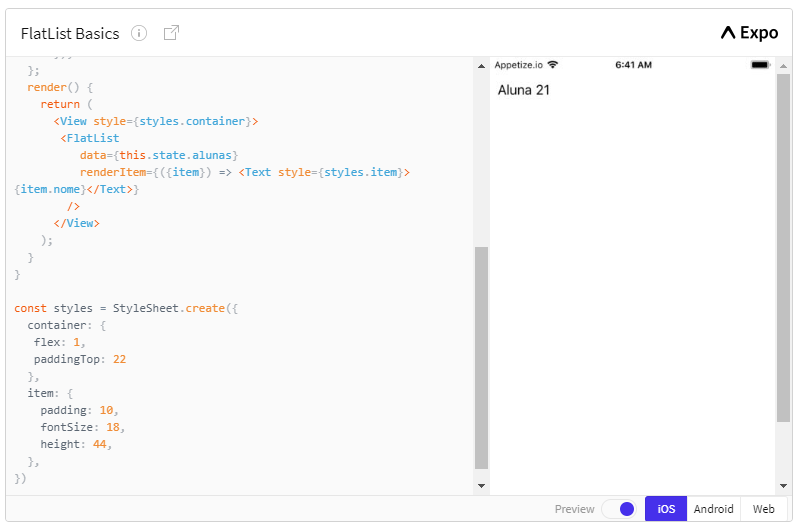 FlatList Basics
Expo
};
render() {
return (
<View style={styles.container}>
<FlatList
data={this.state.alunas}
renderItem={({item}) => <Text style={styles.item}>
{item.nome}</Text>}
/>
</View>
);
}
}
const styles = StyleSheet.create({
container: {
flex: 1,
paddingTop: 22
},
item: {
padding: 10,
fontSize: 18,
height: 44,
},
})
Appetize.io 6:41 AM
Aluna 21
Preview iOS Android Web